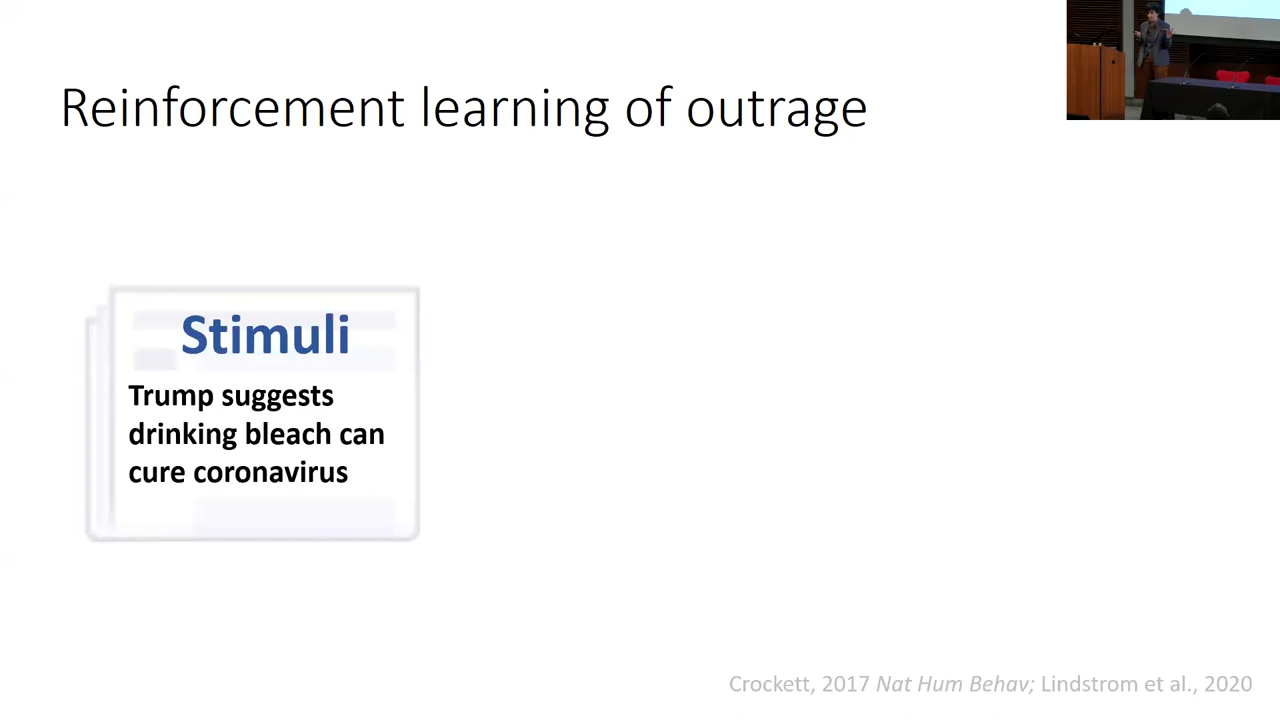 Reinforcement learning of outrage
Stimuli
Trump suggests
drinking bleach can
cure coronavirus
Crockett, 2017 Nat Hum Behav; Lindstrom et al., 2020